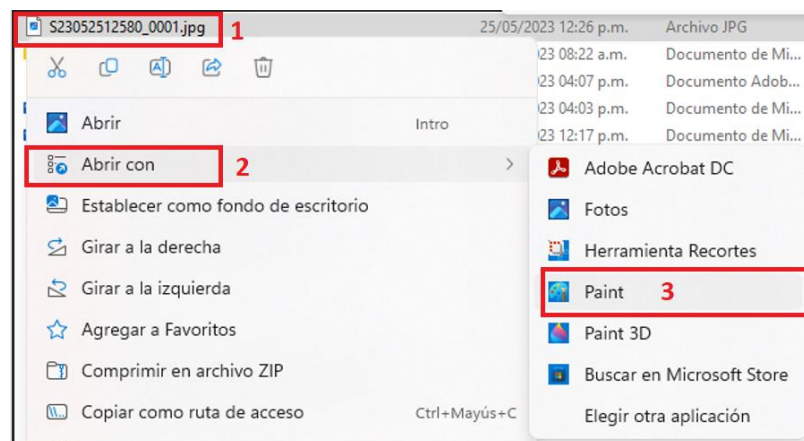 S23052512580_0001.jpg 1 25/05/2023 12:26 p.m. Archivo JPG
023 08:22 a.m. Documento de Mi...
023 04:07 p.m. Documento Adob...
023 04:03 p.m. Documento de Mi...
023 12:17 p.m. Documento de Mi...
Abrir Intro
Abrir con 2
Establecer como fondo de escritorio
Girar a la derecha
Girar a la izquierda
Agregar a Favoritos
Comprimir en archivo ZIP
Copiar como ruta de acceso Ctrl+Mayús+C
Adobe Acrobat DC
Fotos
Herramienta Recortes
Paint 3
Paint 3D
Buscar en Microsoft Store
Elegir otra aplicación